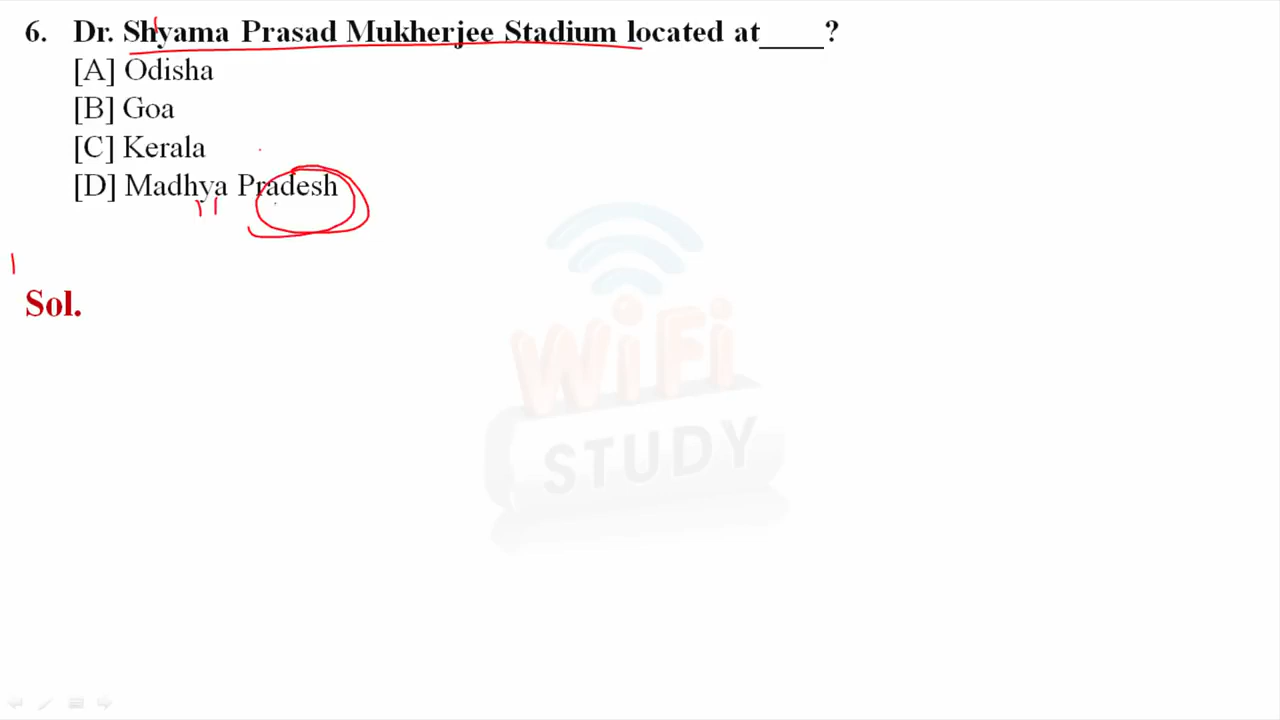 6. Dr. Shyama Prasad Mukherjee Stadium located at____?
[A] Odisha
[B] Goa
[C] Kerala
[D] Madhya Pradesh
Sol.
WiFi
STUDY